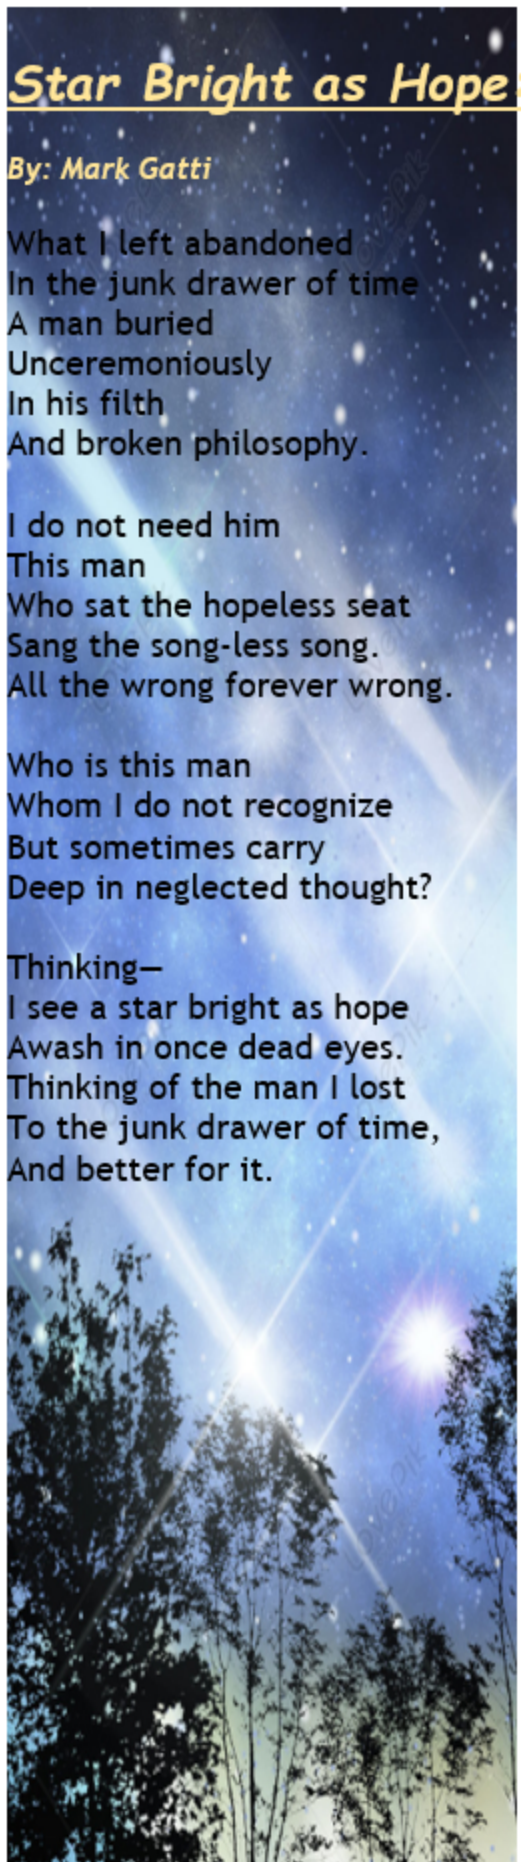 Star Bright as Hope
By: Mark Gatti
What I left abandoned
In the junk drawer of time
A man buried
Unceremoniously
In his filth
And broken philosophy.
I do not need him
This man
Who sat the hopeless seat
Sang the song-less song.
All the wrong forever wrong.
Who is this man
Whom I do not recognize
But sometimes carry
Deep in neglected thought?
Thinking—
I see a star bright as hope
Awash in once dead eyes.
Thinking of the man I lost
To the junk drawer of time,
And better for it.